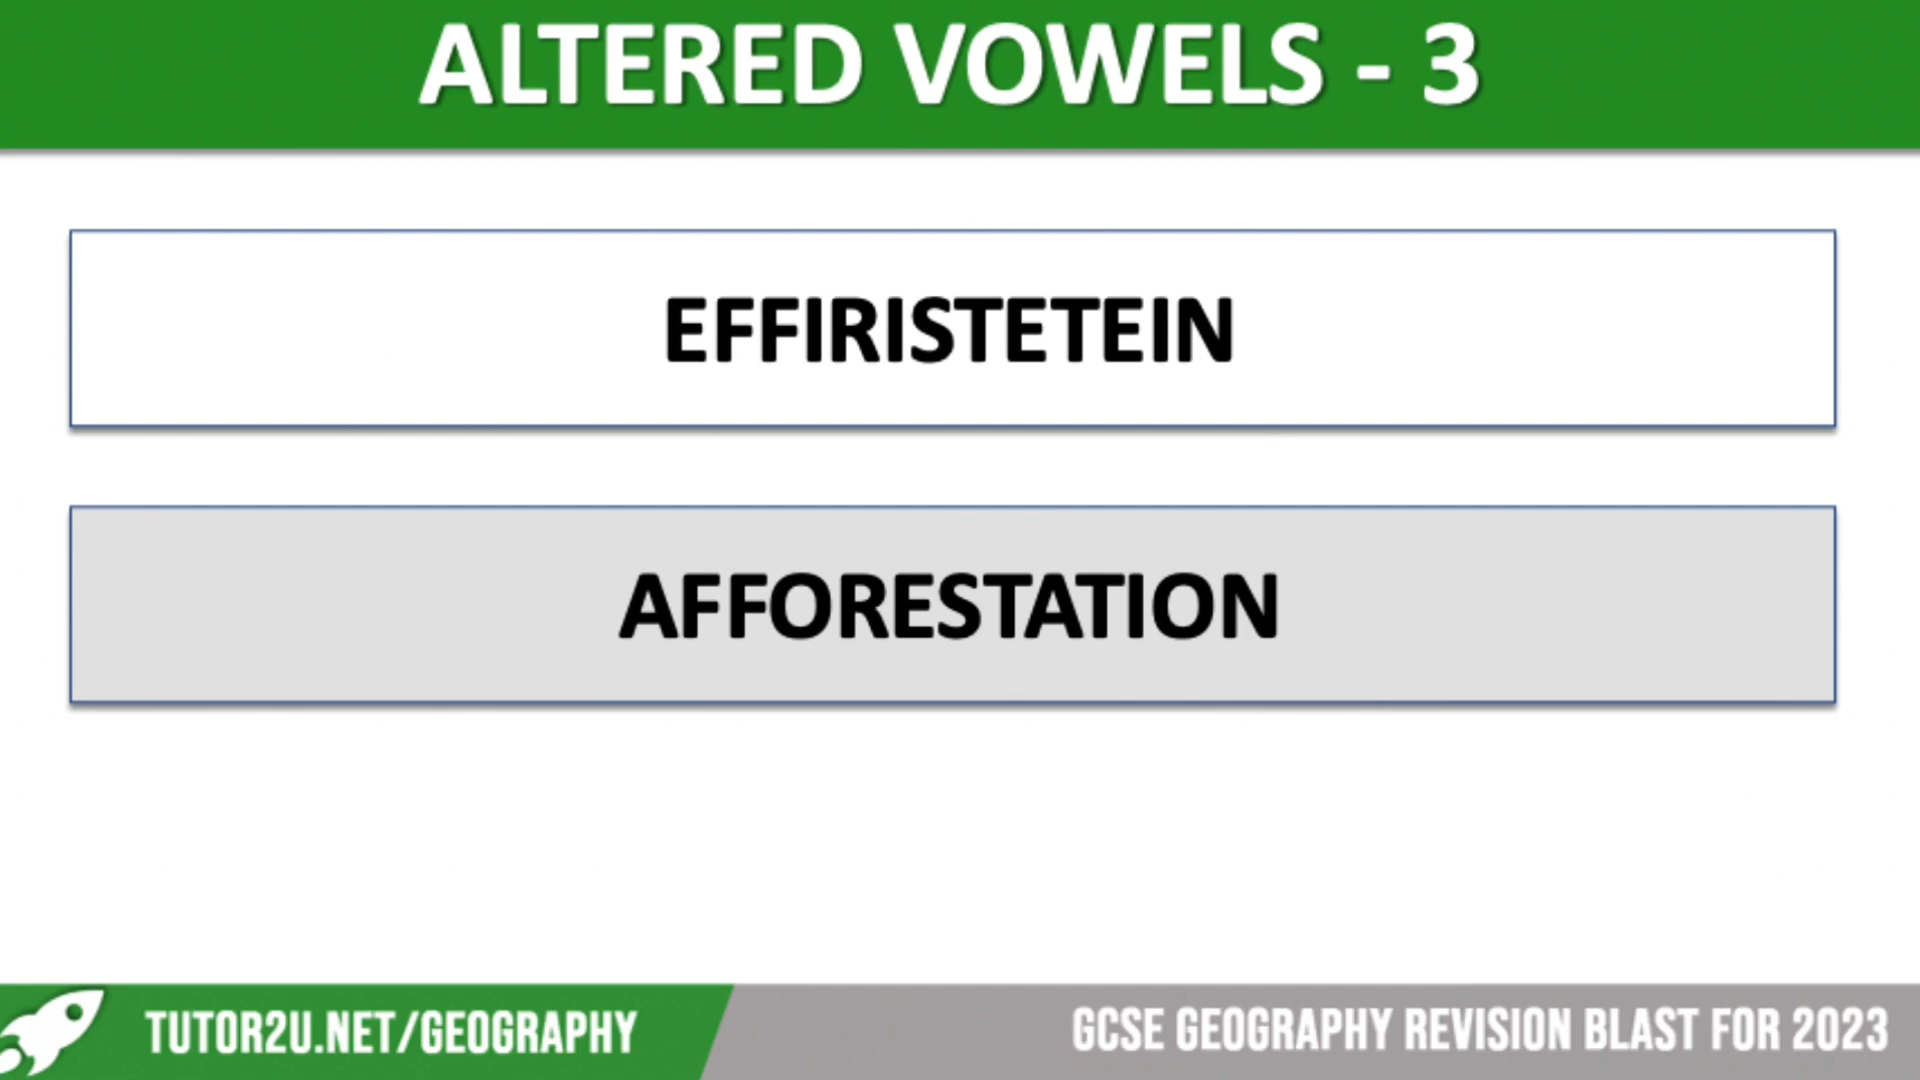 ALTERED VOWELS - 3
EFFIRISTETEIN
AFFORESTATION
TUTOR2U.NET/GEOGRAPHY
GCSE GEOGRAPHY REVISION BLAST FOR 2023